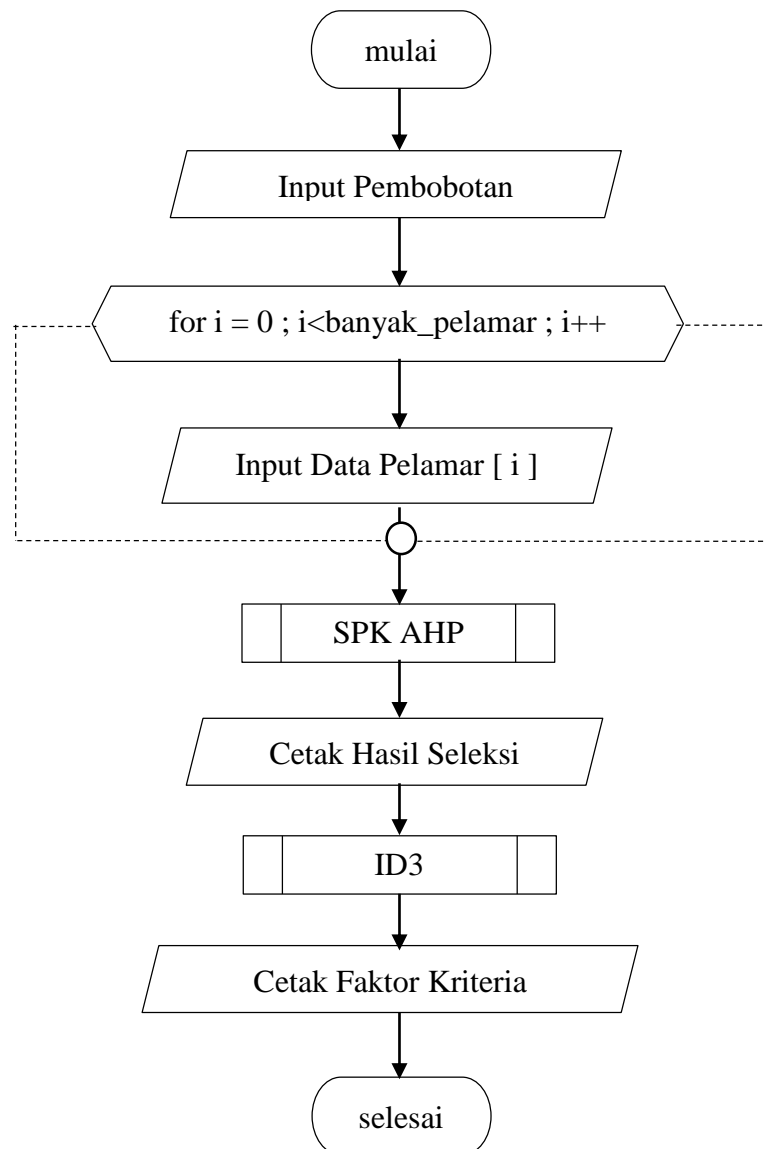 mulai
Input Pembobotan
for i = 0 ; i<banyak_pelamar ; i++
Input Data Pelamar [ i ]
SPK AHP
Cetak Hasil Seleksi
ID3
Cetak Faktor Kriteria
selesai